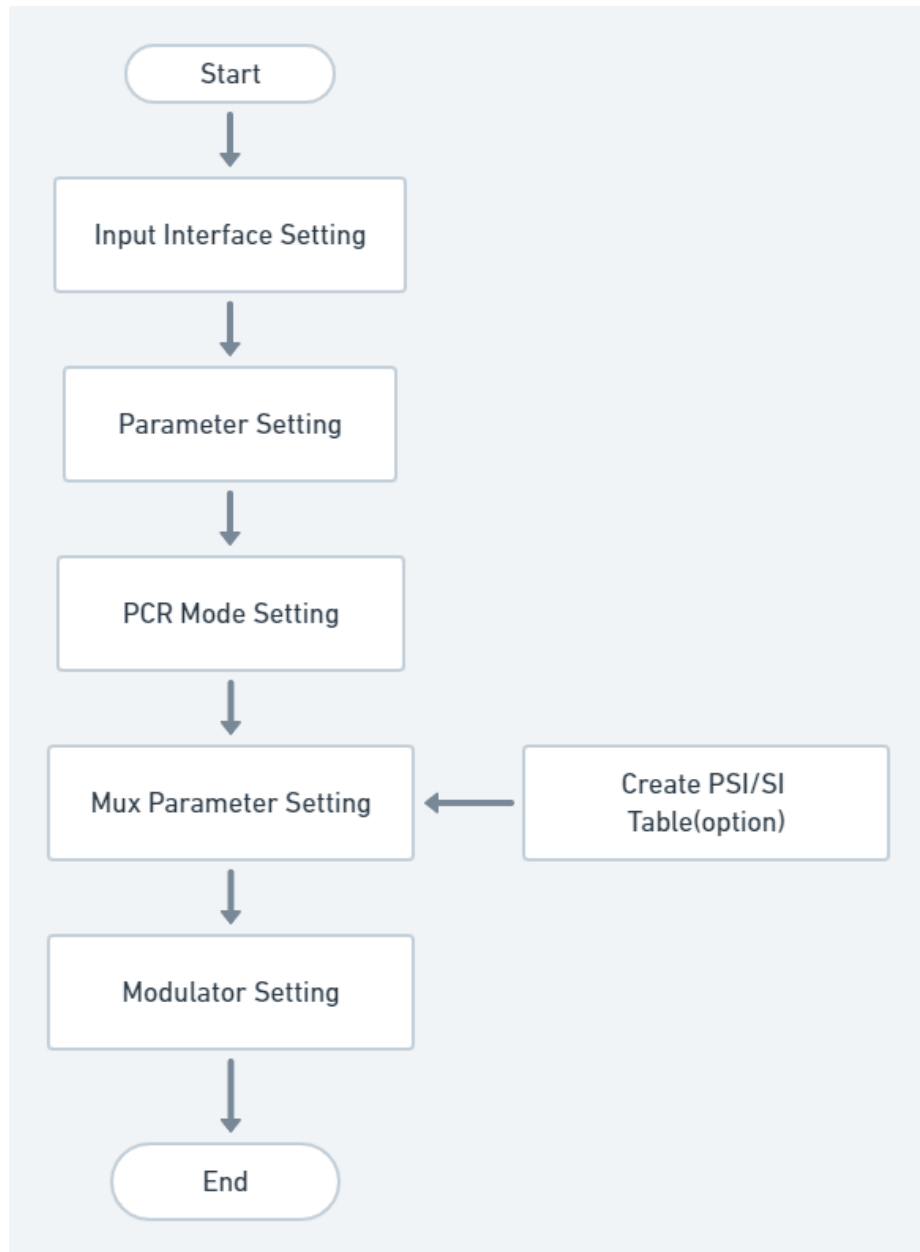 Start
Input Interface Setting
Parameter Setting
PCR Mode Setting
Mux Parameter Setting
Create PSI/SI
Table(option)
Modulator Setting
End